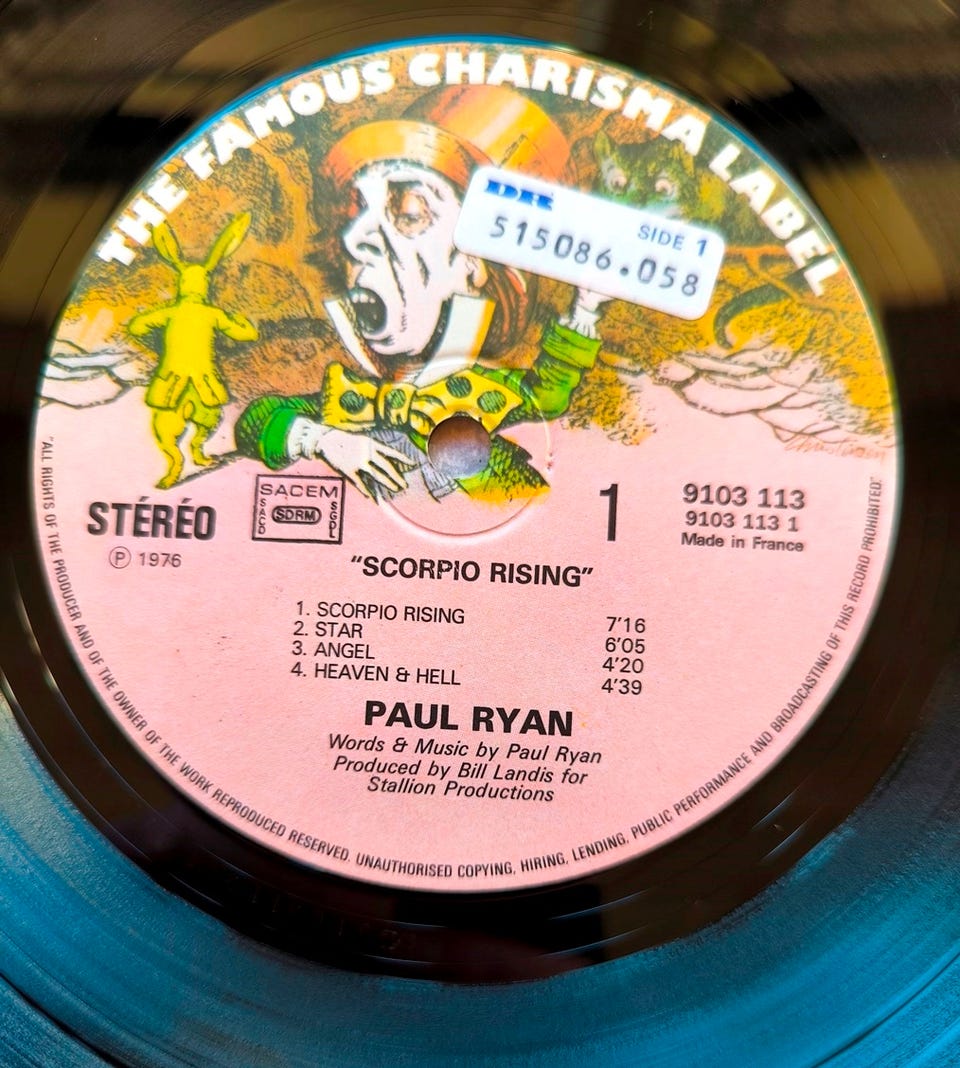 THE FAMOUS CHARISMA LABEL
DR
SIDE 1
515086.058
STÉRÉO
Ⓟ 1976
SACEM
SACD
SDRM
SGDL
1
9103 113
9103 113 1
Made in France
"SCORPIO RISING"
1. SCORPIO RISING 7'16
2. STAR 6'05
3. ANGEL 4'20
4. HEAVEN & HELL 4'39
PAUL RYAN
Words & Music by Paul Ryan
Produced by Bill Landis for
Stallion Productions
"ALL RIGHTS OF THE PRODUCER AND OF THE OWNER OF THE WORK REPRODUCED RESERVED. UNAUTHORISED COPYING, HIRING, LENDING, PUBLIC PERFORMANCE AND BROADCASTING OF THIS RECORD PROHIBITED."